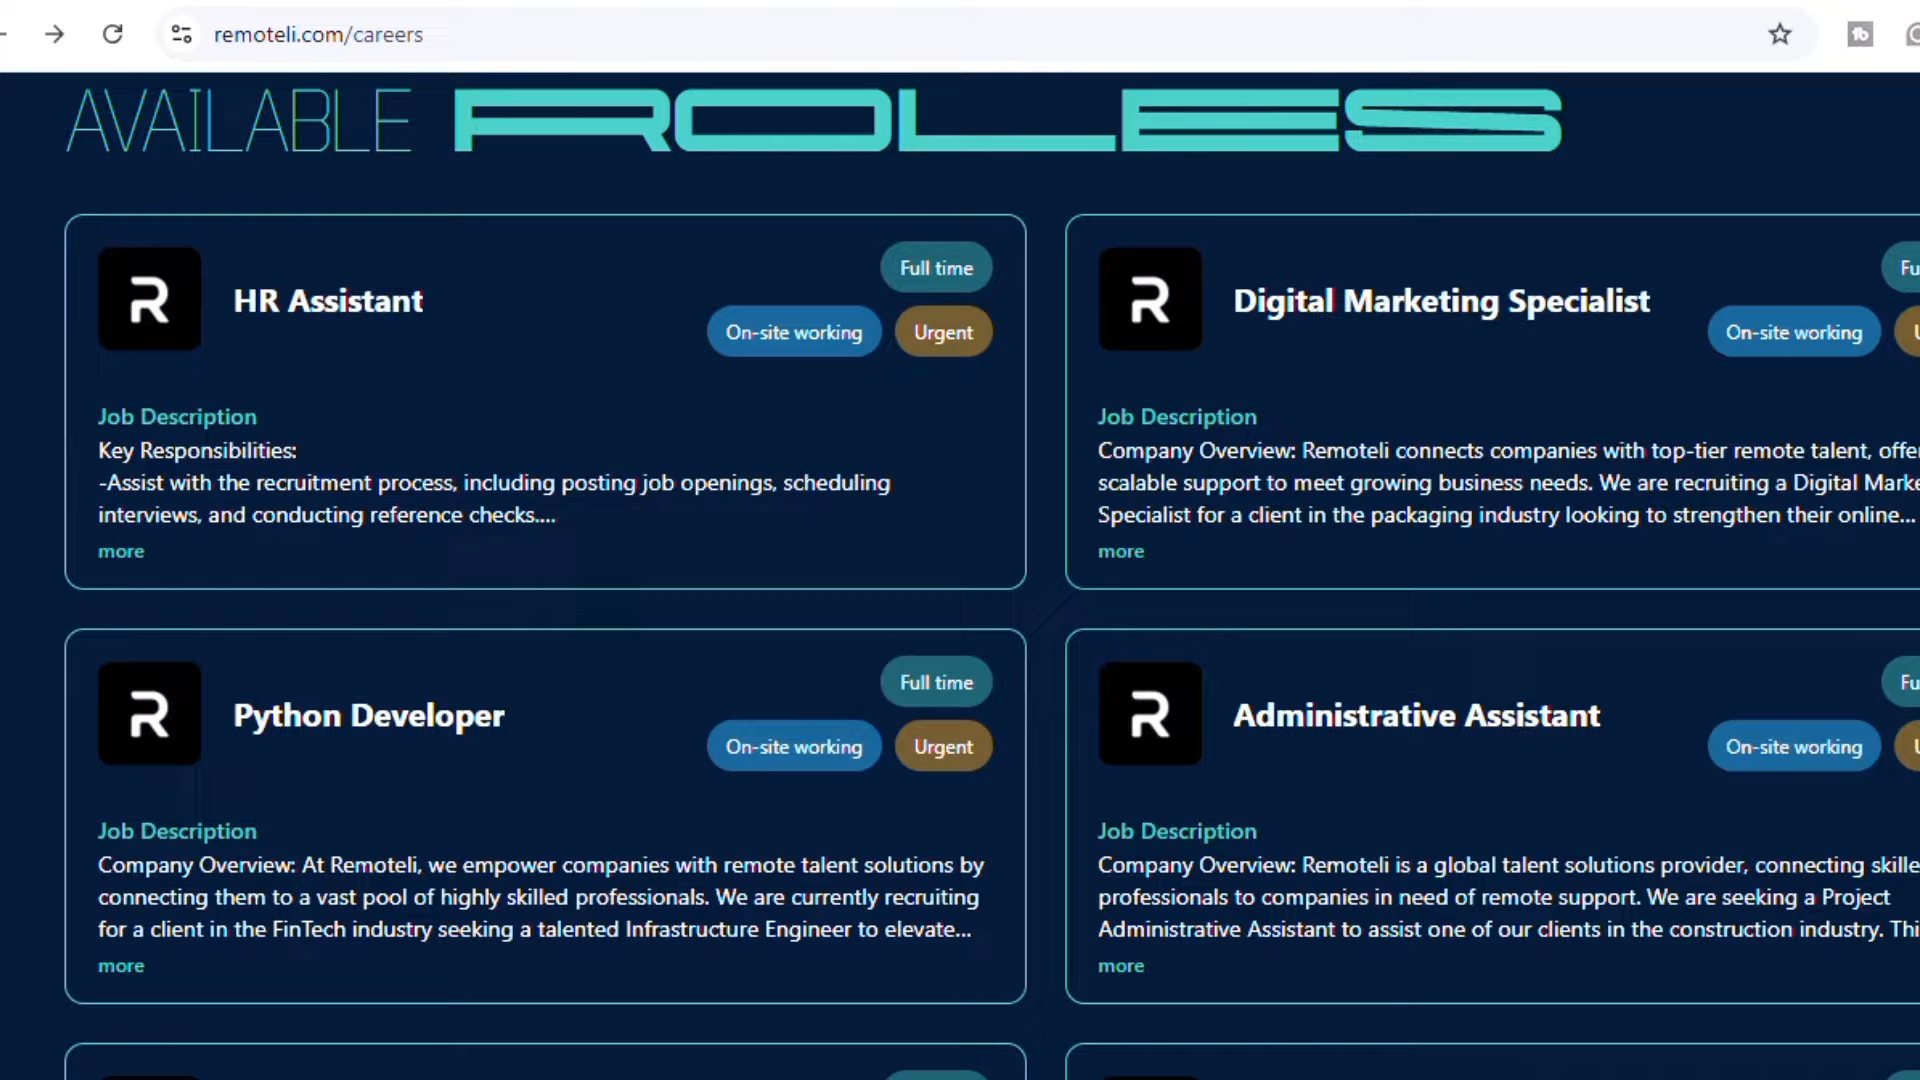 remoteli.com/careers
AVAILABLE ROLES
HR Assistant
Full time
On-site working
Urgent
Job Description
Key Responsibilities:
-Assist with the recruitment process, including posting job openings, scheduling
interviews, and conducting reference checks....
more
Digital Marketing Specialist
On-site working
Job Description
Company Overview: Remoteli connects companies with top-tier remote talent,
scalable support to meet growing business needs. We are recruiting a Digital
Specialist for a client in the packaging industry looking to strengthen their online...
more
Python Developer
Full time
On-site working
Urgent
Job Description
Company Overview: At Remoteli, we empower companies with remote talent solutions by
connecting them to a vast pool of highly skilled professionals. We are currently recruiting
for a client in the FinTech industry seeking a talented Infrastructure Engineer to elevate...
more
Administrative Assistant
On-site working
Job Description
Company Overview: Remoteli is a global talent solutions provider, connecting
professionals to companies in need of remote support. We are seeking a Project
Administrative Assistant to assist one of our clients in the construction industry.
more